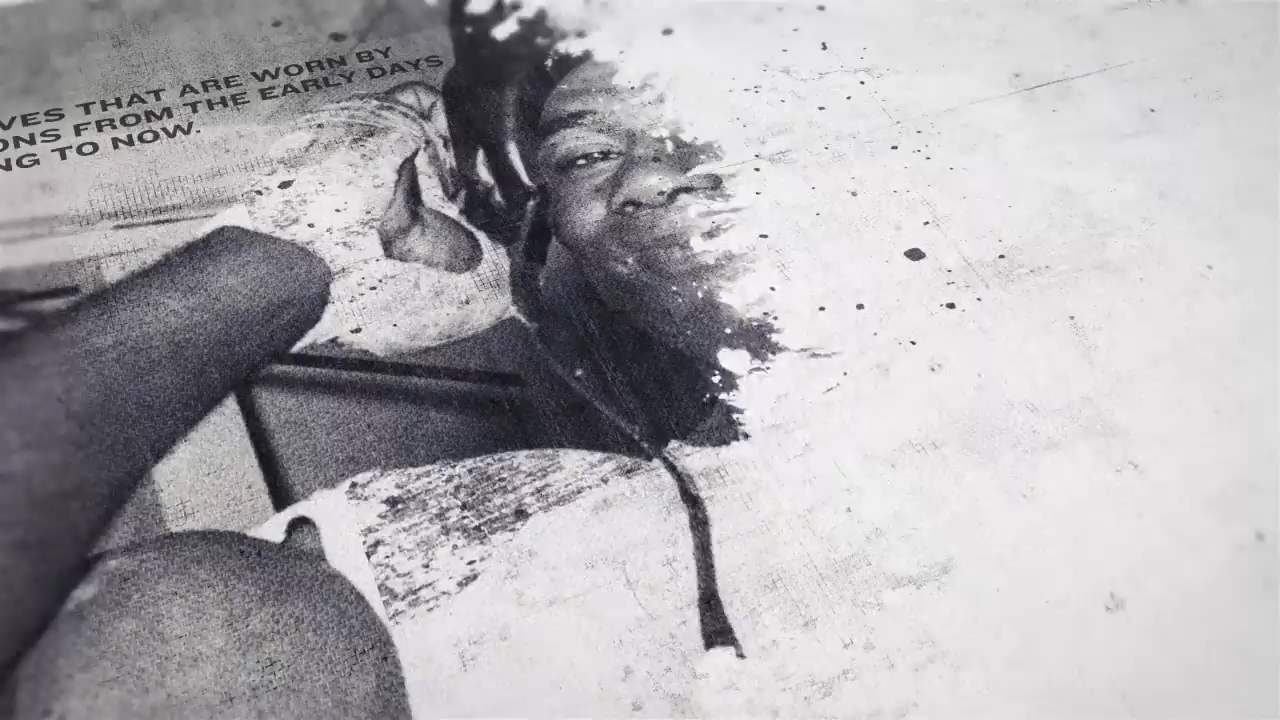 VES THAT ARE WORN BY
ONS FROM THE EARLY DAYS
NG TO NOW.